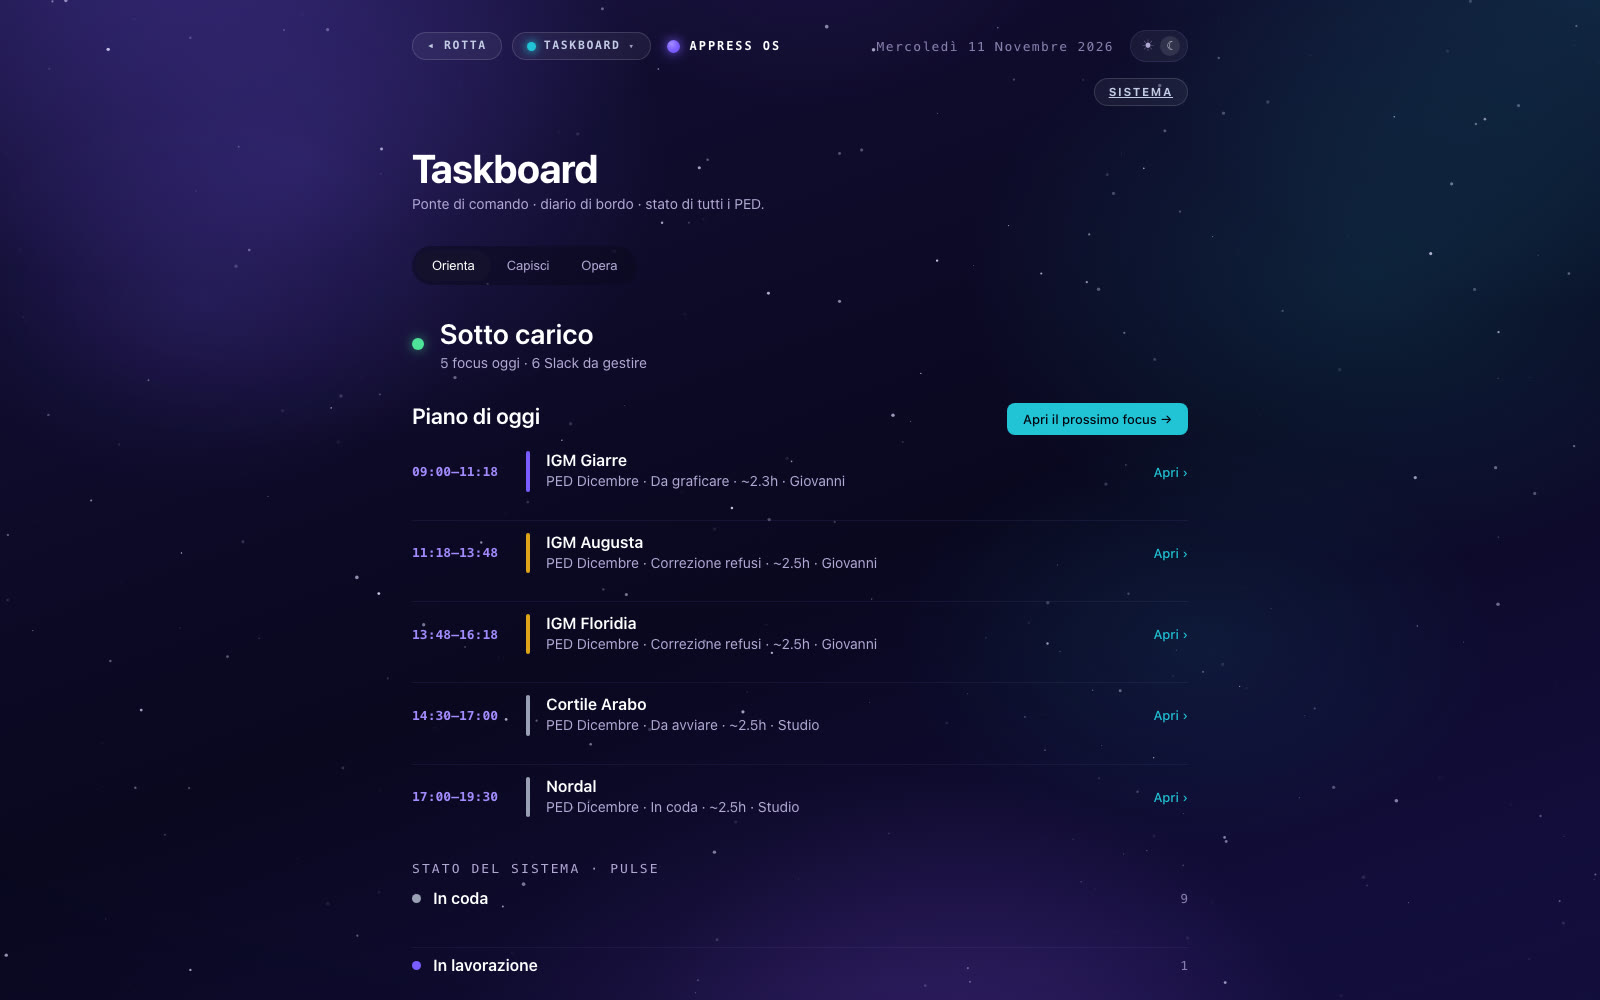 ◂ ROTTA
TASKBOARD ▾
APPRESS OS
Mercoledì 11 Novembre 2026
SISTEMA
Taskboard
Ponte di comando · diario di bordo · stato di tutti i PED.
Orienta
Capisci
Opera
Sotto carico
5 focus oggi · 6 Slack da gestire
Piano di oggi
Apri il prossimo focus →
09:00–11:18
IGM Giarre
PED Dicembre · Da graficare · ~2.3h · Giovanni
Apri ›
11:18–13:48
IGM Augusta
PED Dicembre · Correzione refusi · ~2.5h · Giovanni
Apri ›
13:48–16:18
IGM Floridia
PED Dicembre · Correzione refusi · ~2.5h · Giovanni
Apri ›
14:30–17:00
Cortile Arabo
PED Dicembre · Da avviare · ~2.5h · Studio
Apri ›
17:00–19:30
Nordal
PED Dicembre · In coda · ~2.5h · Studio
Apri ›
STATO DEL SISTEMA · PULSE
In coda
9
In lavorazione
1